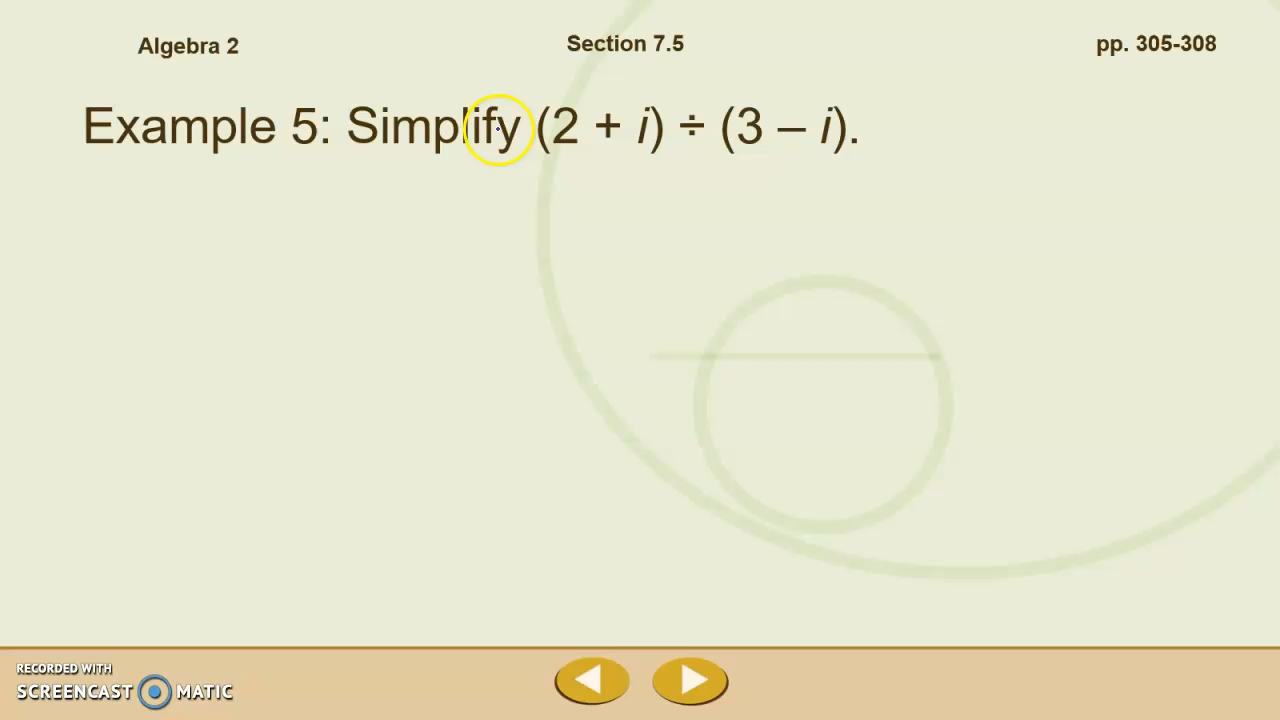 Algebra 2 Section 7.5 pp. 305-308
Example 5: Simplify (2 + i) ÷ (3 – i).
RECORDED WITH
SCREENCAST MATIC